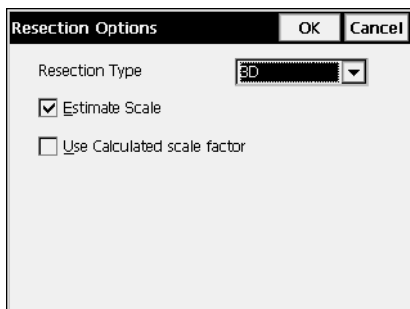 Resection Options OK Cancel
Resection Type 3D
Estimate Scale
Use Calculated scale factor